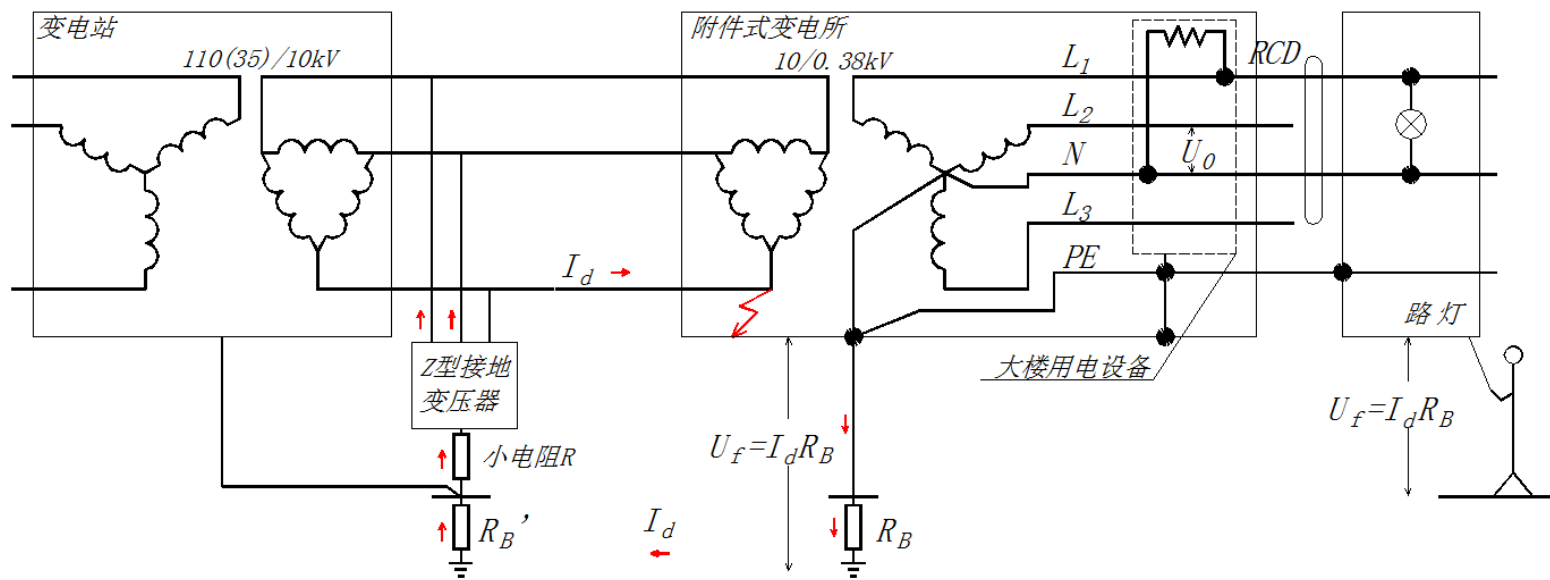 变电站
110(35)/10kV
附件式变电所
10/0.38kV
L1
RCD
L2
U0
N
L3
PE
Id
路灯
Z型接地
变压器
大楼用电设备
Uf=IdRB
Uf=IdRB
小电阻R
RB'
Id
RB